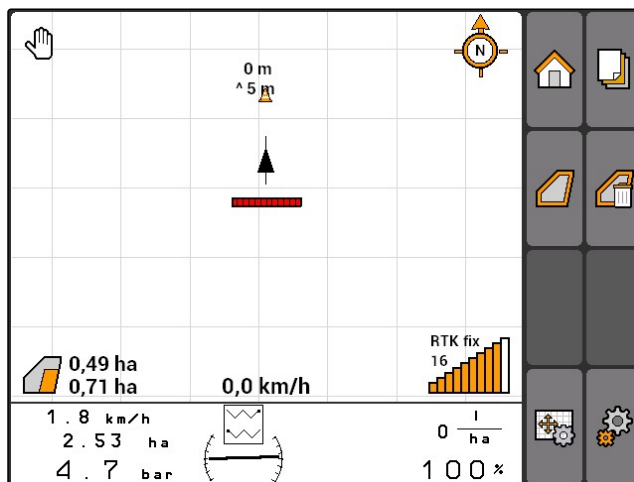 N
0 m
^ 5 m
RTK fix
16
0,49 ha
0,71 ha
0,0 km/h
1.8 km/h
2.53 ha
4.7 bar
0 l/ha
100 %